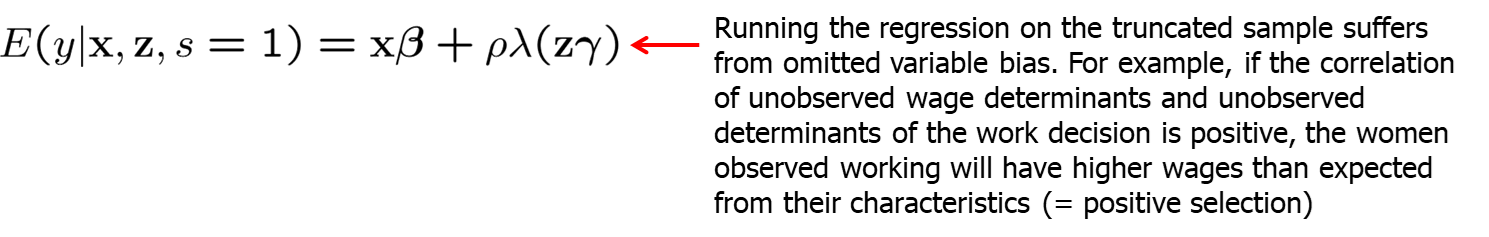 E(y|x, z, s = 1) = xβ + ρλ(zγ)
Running the regression on the truncated sample suffers
from omitted variable bias. For example, if the correlation
of unobserved wage determinants and unobserved
determinants of the work decision is positive, the women
observed working will have higher wages than expected
from their characteristics (= positive selection)